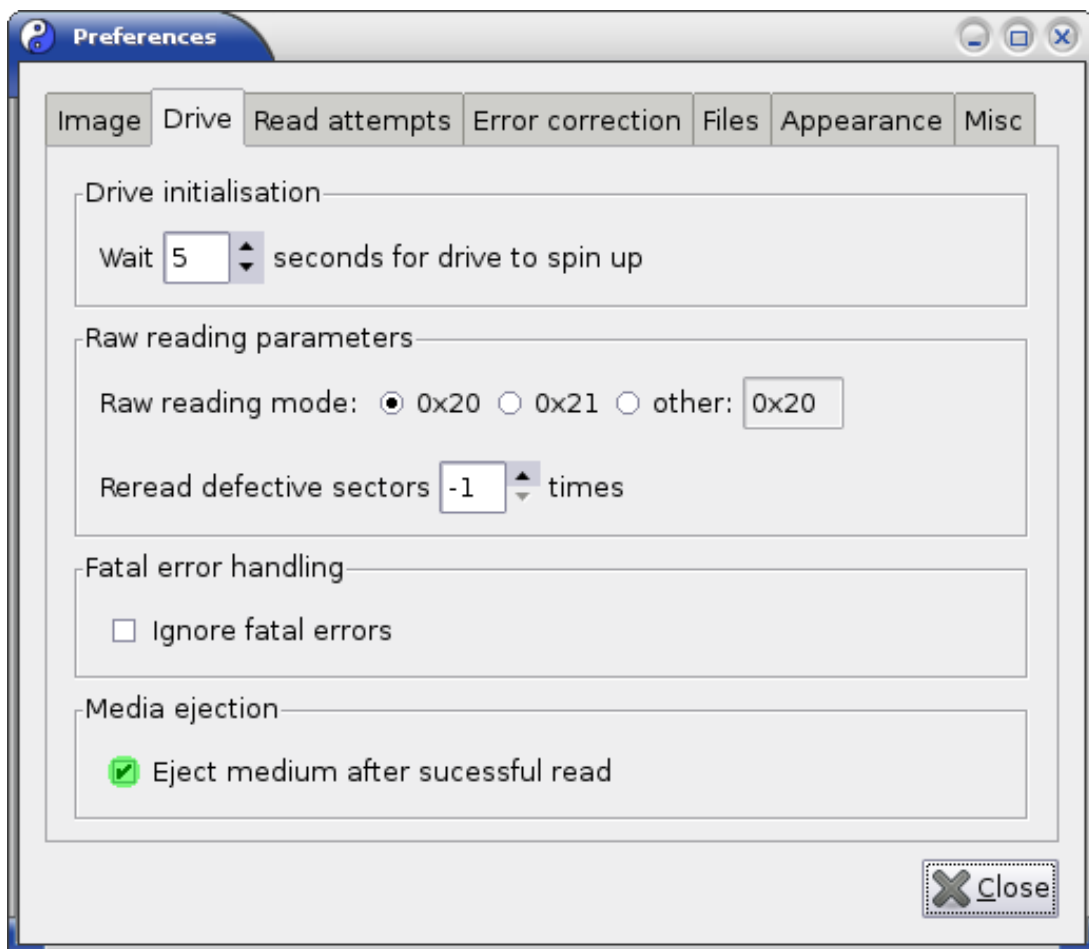 Preferences
Image Drive Read attempts Error correction Files Appearance Misc
Drive initialisation
Wait 5 seconds for drive to spin up
Raw reading parameters
Raw reading mode: 0x20 0x21 other: 0x20
Reread defective sectors -1 times
Fatal error handling
Ignore fatal errors
Media ejection
Eject medium after sucessful read
Close